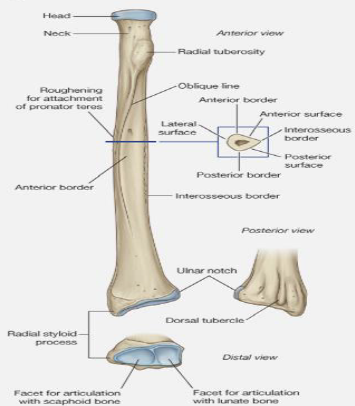 Head
Neck
Anterior view
Radial tuberosity
Oblique line
Roughening
for attachment
of pronator teres
Anterior border
Anterior surface
Lateral
surface
Interosseous
border
Posterior
surface
Posterior border
Anterior border
Interosseous border
Posterior view
Ulnar notch
Dorsal tubercle
Radial styloid
process
Distal view
Facet for articulation
with scaphoid bone
Facet for articulation
with lunate bone